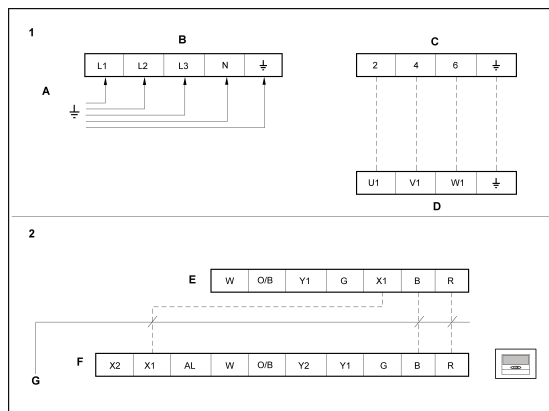 1
B
C
L1 L2 L3 N
2 4 6
A
U1 V1 W1
D
2
E W O/B Y1 G X1 B R
F X2 X1 AL W O/B Y2 Y1 G B R
G